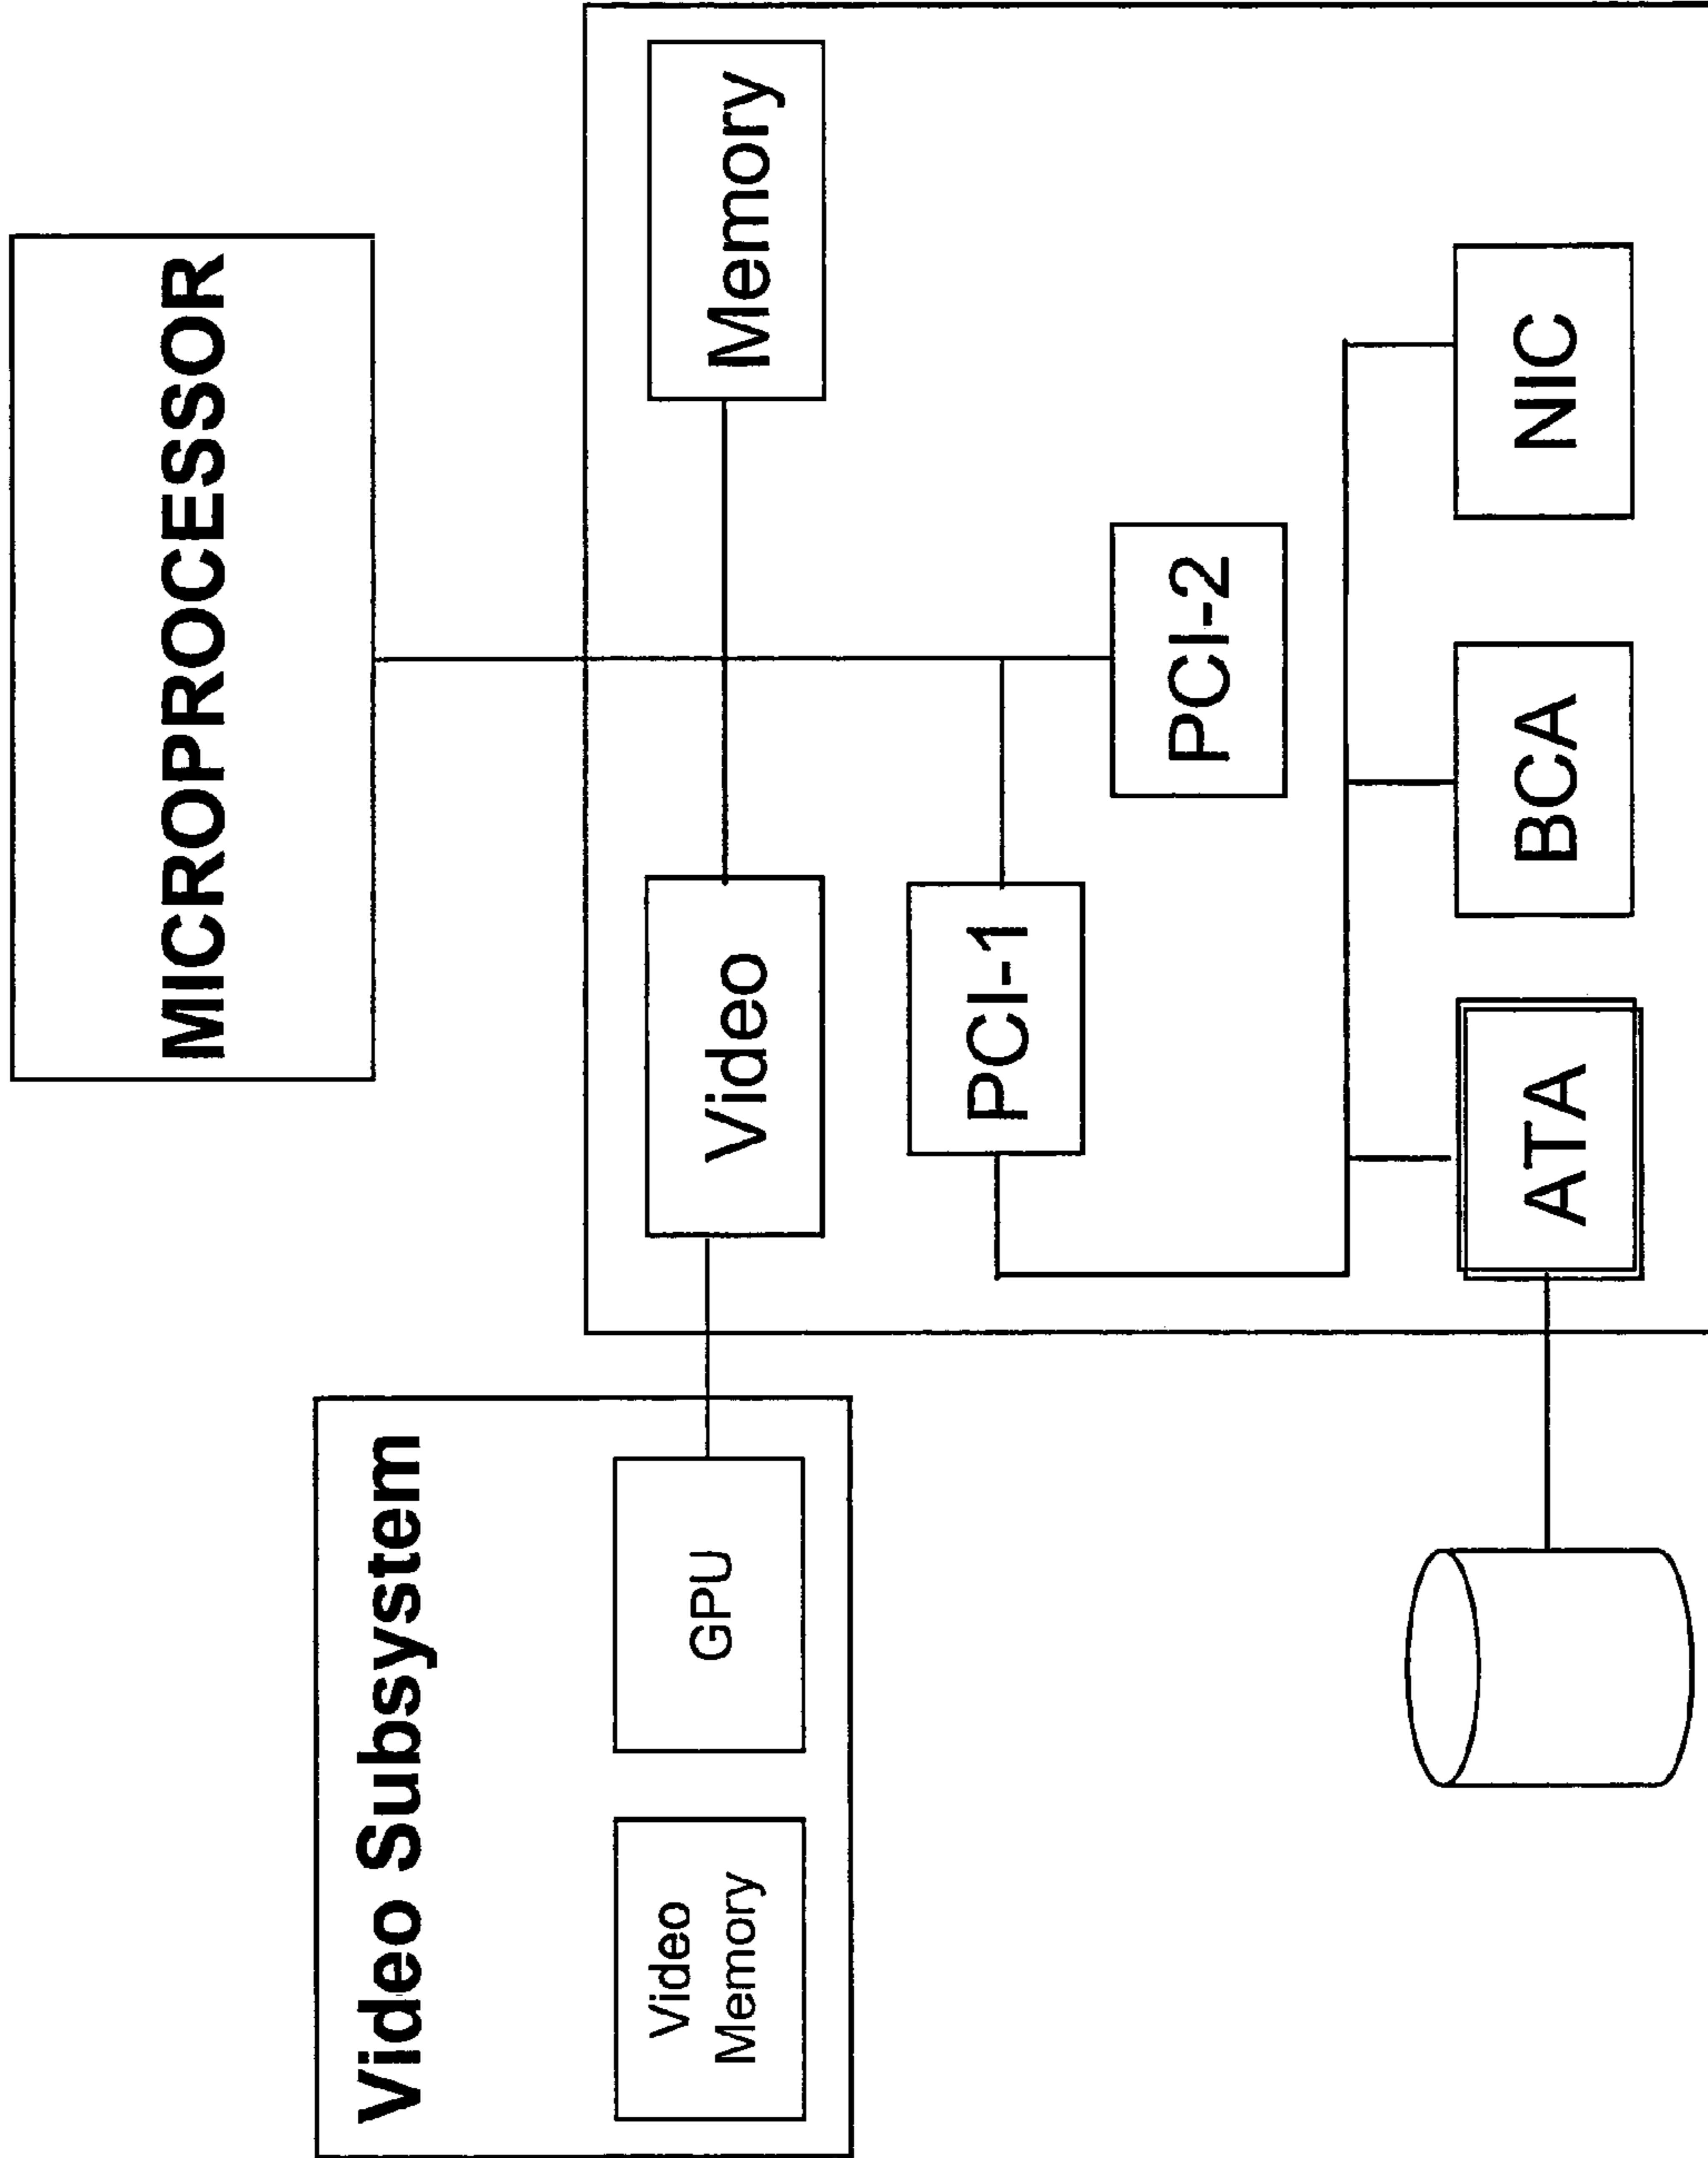 MICROPROCESSOR
Video Subsystem
Video
Memory
GPU
Video
Memory
PCI-1
PCI-2
ATA
BCA
NIC